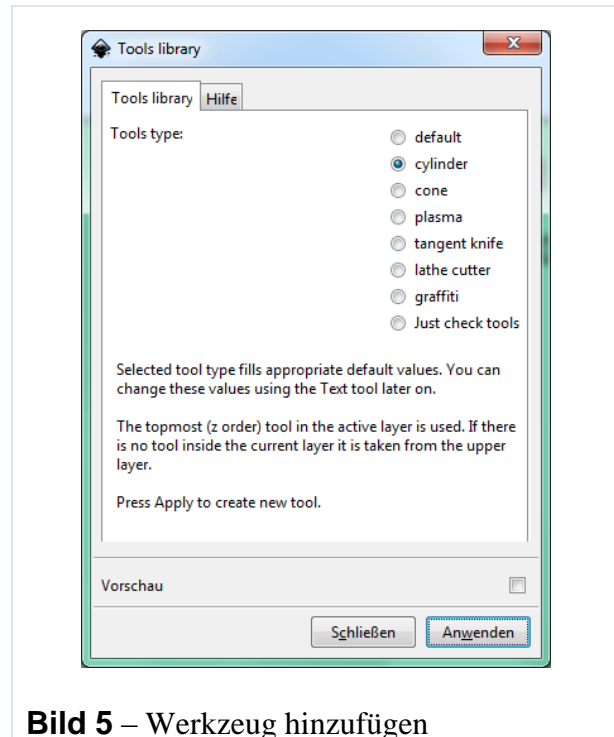 Tools library
Tools library Hilfe
Tools type:
default
cylinder
cone
plasma
tangent knife
lathe cutter
graffiti
Just check tools
Selected tool type fills appropriate default values. You can
change these values using the Text tool later on.
The topmost (z order) tool in the active layer is used. If there
is no tool inside the current layer it is taken from the upper
layer.
Press Apply to create new tool.
Vorschau
Schließen Anwenden
Bild 5 – Werkzeug hinzufügen